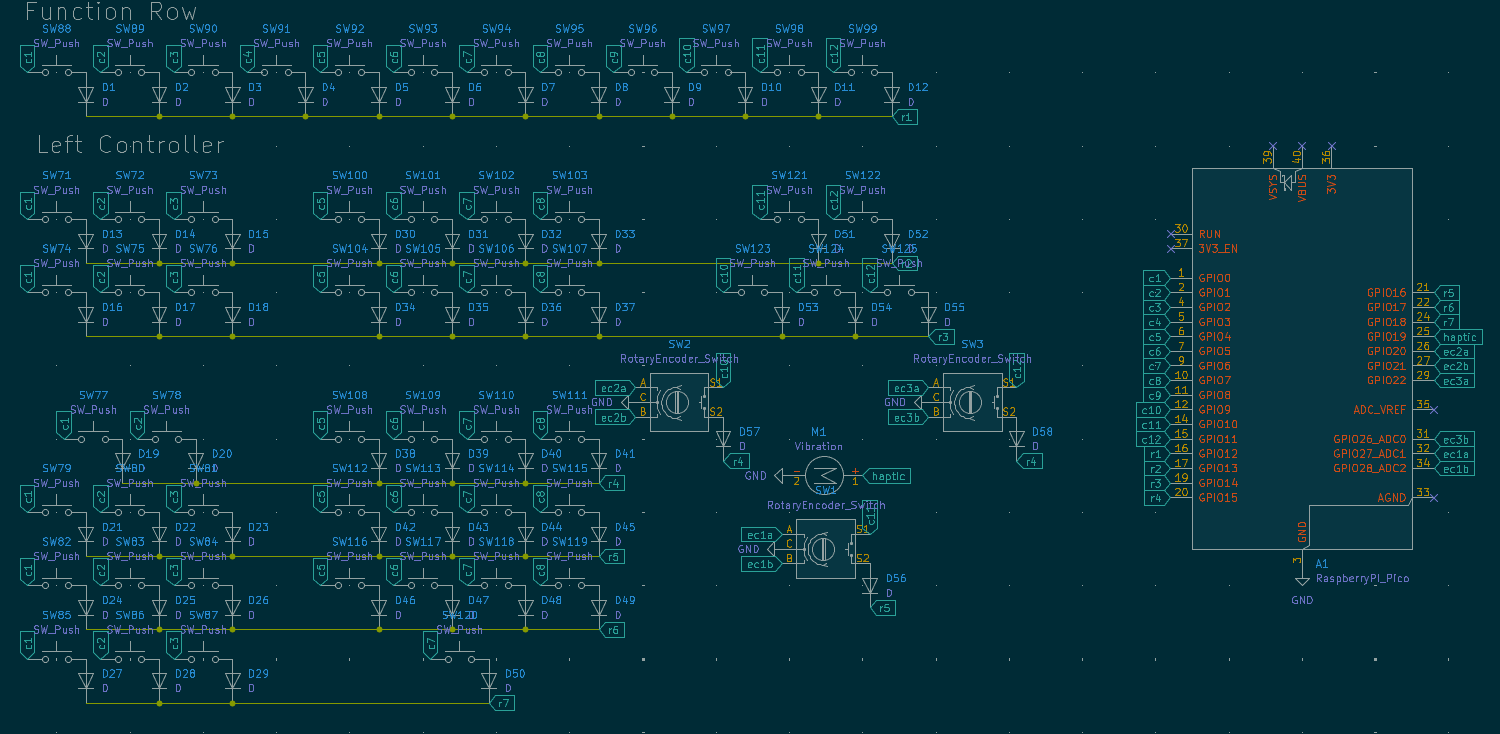 Function Row
SW88 SW89 SW90 SW91 SW92 SW93 SW94 SW95 SW96 SW97 SW98 SW99
SW_Push SW_Push SW_Push SW_Push SW_Push SW_Push SW_Push SW_Push SW_Push SW_Push SW_Push SW_Push
c1 c2 c3 c4 c5 c6 c7 c8 c9 c10 c11 c12
D1 D2 D3 D4 D5 D6 D7 D8 D9 D10 D11 D12
D D D D D D D D D D D D
r1
Left Controller
SW71 SW72 SW73 SW100 SW101 SW102 SW103 SW121 SW122
SW_Push SW_Push SW_Push SW_Push SW_Push SW_Push SW_Push SW_Push SW_Push
c1 c2 c3 c5 c6 c7 c8 c11 c12
D13 D14 D15 D30 D31 D32 D33 D51 D52
SW74 SW75 SW76 SW104 SW105 SW106 SW107 SW123 SW124 SW125
r2
SW_Push SW_Push SW_Push SW_Push SW_Push SW_Push SW_Push SW_Push SW_Push SW_Push
c1 c2 c3 c5 c6 c7 c8 c10 c11 c12
D16 D17 D18 D34 D35 D36 D37 D53 D54 D55
D D D D D D D D D D
r3
SW2 SW3
RotaryEncoder_Switch RotaryEncoder_Switch
ec2a A S1 c10 ec3a A S1 c12
GND C GND C
ec2b B S2 ec3b B S2
D57 D58
D D
r4 r4
SW77 SW78 SW108 SW109 SW110 SW111
SW_Push SW_Push SW_Push SW_Push SW_Push SW_Push
c1 c2 c5 c6 c7 c8
D19 D20 D38 D39 D40 D41
SW79 SW80 SW81 SW112 SW113 SW114 SW115
SW_Push SW_Push SW_Push SW_Push SW_Push SW_Push SW_Push
r4
c1 c2 c3 c5 c6 c7 c8
D21 D22 D23 D42 D43 D44 D45
SW82 SW83 SW84 SW116 SW117 SW118 SW119
SW_Push SW_Push SW_Push SW_Push SW_Push SW_Push SW_Push
r5
c1 c2 c3 c5 c6 c7 c8
D24 D25 D26 D46 D47 D48 D49
SW85 SW86 SW87 SW120
SW_Push SW_Push SW_Push SW_Push
r6
c1 c2 c3 c7
D27 D28 D29 D50
D D D D
r7
M1
Vibration
GND - 2 + 1 haptic
SW1
RotaryEncoder_Switch
ec1a A S1 c11
GND C
ec1b B S2
D56
D
r5
39 40 36
VSYS VBUS 3V3
30 RUN
37 3V3_EN
c1 1 GPIO0
c2 2 GPIO1
c3 4 GPIO2
c4 5 GPIO3
c5 6 GPIO4
c6 7 GPIO5
c7 9 GPIO6
c8 10 GPIO7
c9 11 GPIO8
c10 12 GPIO9
c11 14 GPIO10
c12 15 GPIO11
r1 16 GPIO12
r2 17 GPIO13
r3 19 GPIO14
r4 20 GPIO15
GPIO16 21 r5
GPIO17 22 r6
GPIO18 24 r7
GPIO19 25 haptic
GPIO20 26 ec2a
GPIO21 27 ec2b
GPIO22 29 ec3a
ADC_VREF 35
GPIO26_ADC0 31 ec3b
GPIO27_ADC1 32 ec1a
GPIO28_ADC2 34 ec1b
AGND 33
GND
3
A1
RaspberryPi_Pico
GND